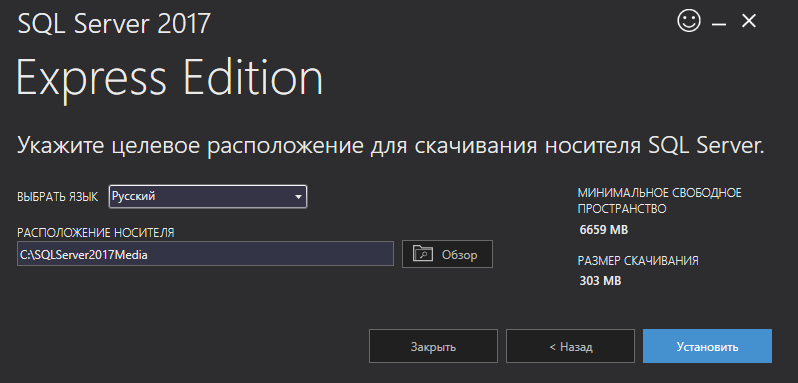 SQL Server 2017
Express Edition
Укажите целевое расположение для скачивания носителя SQL Server.
ВЫБРАТЬ ЯЗЫК Русский
РАСПОЛОЖЕНИЕ НОСИТЕЛЯ
C:\SQLServer2017Media Обзор
МИНИМАЛЬНОЕ СВОБОДНОЕ
ПРОСТРАНСТВО
6659 MB
РАЗМЕР СКАЧИВАНИЯ
303 MB
Закрыть < Назад Установить